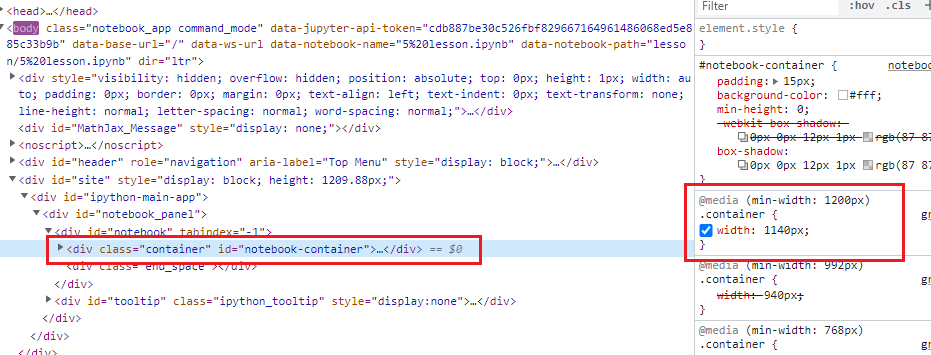 <head>…</head>
<body class="notebook_app command_mode" data-jupyter-api-token="cdb887be30c526fbf829667164961486068ed5e8
85c33b9b" data-base-url="/" data-ws-url data-notebook-name="5%20lesson.ipynb" data-notebook-path="lesso
n/5%20lesson.ipynb" dir="ltr">
<div style="visibility: hidden; overflow: hidden; position: absolute; top: 0px; height: 1px; width: au
to; padding: 0px; border: 0px; margin: 0px; text-align: left; text-indent: 0px; text-transform: none;
line-height: normal; letter-spacing: normal; word-spacing: normal;">…</div>
<div id="MathJax_Message" style="display: none;"></div>
<noscript>…</noscript>
<div id="header" role="navigation" aria-label="Top Menu" style="display: block;">…</div>
<div id="site" style="display: block; height: 1209.88px;">
<div id="ipython-main-app">
<div id="notebook_panel">
<div id="notebook" tabindex="-1">
<div class="container" id="notebook-container">…</div> == $0
<div class="end_space"></div>
</div>
<div id="tooltip" class="ipython_tooltip" style="display:none">…</div>
</div>
</div>
</div>
Filter :hov .cls +
element.style {
}
#notebook-container { notebo
padding: 15px;
background-color: #fff;
min-height: 0;
-webkit-box-shadow:
0px 0px 12px 1px rgb(87 87
box-shadow:
0px 0px 12px 1px rgb(87 87
}
@media (min-width: 1200px)
.container {
width: 1140px;
}
@media (min-width: 992px)
.container {
width: 940px;
}
@media (min-width: 768px)
.container {